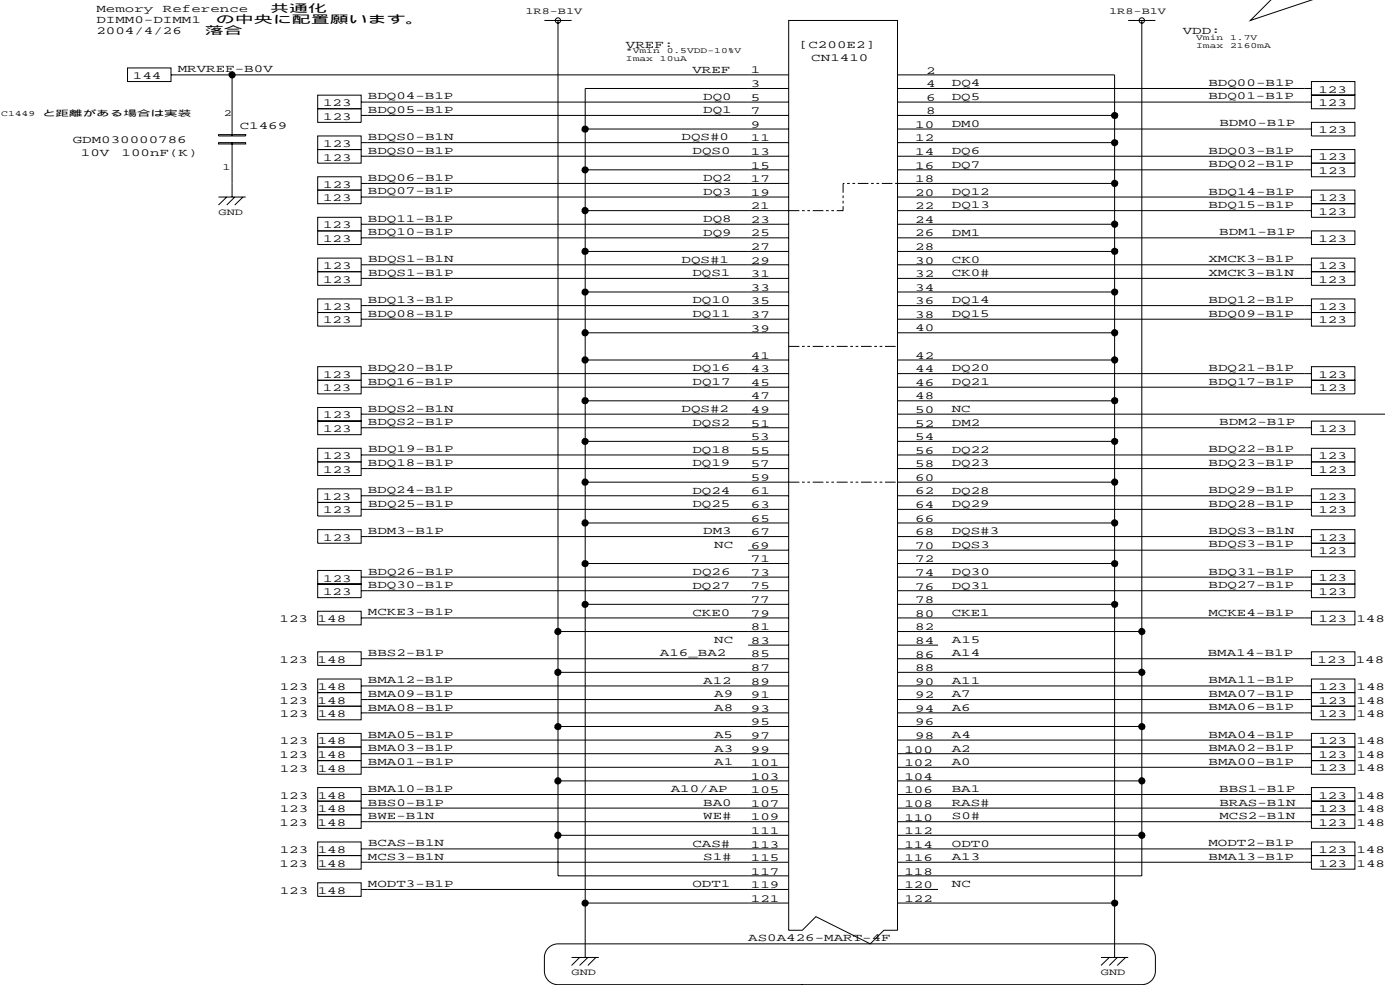 Memory Reference 共通化
DIMM0-DIMM1 の中央に配置願います。
2004/4/26 落合
1R8-B1V
1R8-B1V
VREF:
*Vmin 0.5VDD-10%V
Imax 10uA
[C200E2]
CN1410
VDD:
Vmin 1.7V
Imax 2160mA
144 MRVREF-B0V VREF 1 2
3 4 DQ4 BDQ00-B1P 123
123 BDQ04-B1P DQ0 5 6 DQ5 BDQ01-B1P 123
123 BDQ05-B1P DQ1 7 8
C1449 と距離がある場合は実装
2
C1469
GDM030000786
10V 100nF(K)
1
GND
9 10 DM0 BDM0-B1P 123
123 BDQS0-B1N DQS#0 11 12
123 BDQS0-B1P DQS0 13 14 DQ6 BDQ03-B1P 123
15 16 DQ7 BDQ02-B1P 123
123 BDQ06-B1P DQ2 17 18
123 BDQ07-B1P DQ3 19 20 DQ12 BDQ14-B1P 123
21 22 DQ13 BDQ15-B1P 123
123 BDQ11-B1P DQ8 23 24
123 BDQ10-B1P DQ9 25 26 DM1 BDM1-B1P 123
27 28
123 BDQS1-B1N DQS#1 29 30 CK0 XMCK3-B1P 123
123 BDQS1-B1P DQS1 31 32 CK0# XMCK3-B1N 123
33 34
123 BDQ13-B1P DQ10 35 36 DQ14 BDQ12-B1P 123
123 BDQ08-B1P DQ11 37 38 DQ15 BDQ09-B1P 123
39 40
41 42
123 BDQ20-B1P DQ16 43 44 DQ20 BDQ21-B1P 123
123 BDQ16-B1P DQ17 45 46 DQ21 BDQ17-B1P 123
47 48
123 BDQS2-B1N DQS#2 49 50 NC
123 BDQS2-B1P DQS2 51 52 DM2 BDM2-B1P 123
53 54
123 BDQ19-B1P DQ18 55 56 DQ22 BDQ22-B1P 123
123 BDQ18-B1P DQ19 57 58 DQ23 BDQ23-B1P 123
59 60
123 BDQ24-B1P DQ24 61 62 DQ28 BDQ29-B1P 123
123 BDQ25-B1P DQ25 63 64 DQ29 BDQ28-B1P 123
65 66
123 BDM3-B1P DM3 67 68 DQS#3 BDQS3-B1N 123
NC 69 70 DQS3 BDQS3-B1P 123
71 72
123 BDQ26-B1P DQ26 73 74 DQ30 BDQ31-B1P 123
123 BDQ30-B1P DQ27 75 76 DQ31 BDQ27-B1P 123
77 78
123 148 MCKE3-B1P CKE0 79 80 CKE1 MCKE4-B1P 123 148
81 82
NC 83 84 A15
123 148 BBS2-B1P A16_BA2 85 86 A14 BMA14-B1P 123 148
87 88
123 148 BMA12-B1P A12 89 90 A11 BMA11-B1P 123 148
123 148 BMA09-B1P A9 91 92 A7 BMA07-B1P 123 148
123 148 BMA08-B1P A8 93 94 A6 BMA06-B1P 123 148
95 96
123 148 BMA05-B1P A5 97 98 A4 BMA04-B1P 123 148
123 148 BMA03-B1P A3 99 100 A2 BMA02-B1P 123 148
123 148 BMA01-B1P A1 101 102 A0 BMA00-B1P 123 148
103 104
123 148 BMA10-B1P A10/AP 105 106 BA1 BBS1-B1P 123 148
123 148 BBS0-B1P BA0 107 108 RAS# BRAS-B1N 123 148
123 148 BWE-B1N WE# 109 110 S0# MCS2-B1N 123 148
111 112
123 148 BCAS-B1N CAS# 113 114 ODT0 MODT2-B1P 123 148
123 148 MCS3-B1N S1# 115 116 A13 BMA13-B1P 123 148
117 118
123 148 MODT3-B1P ODT1 119 120 NC
121 122
AS0A426-MART-4F
GND
GND